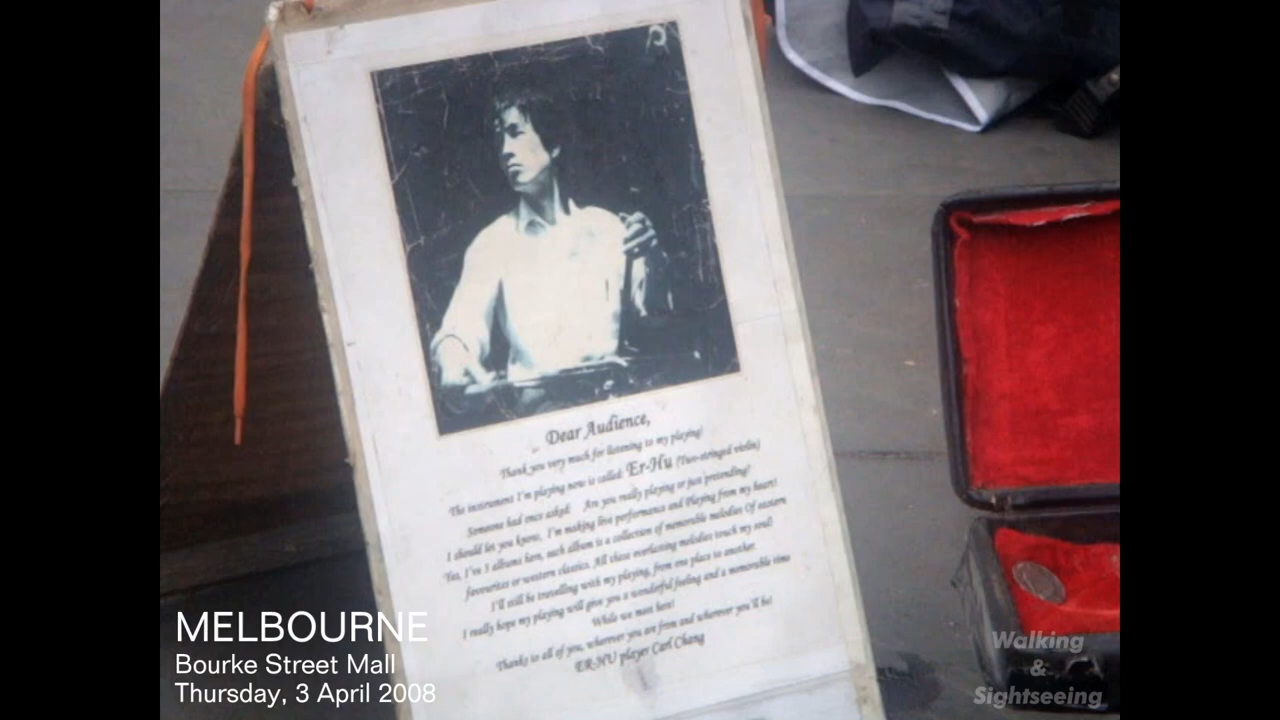 Dear Audience,
Thank you very much for listening to my playing!
The instrument I'm playing now is called: Er-Hu (Two-stringed violin)
Someone had once asked: Are you really playing or just pretending?
I should let you know, I'm making live performance and Playing from my heart!
Yes, I've 3 albums here, each album is a collection of memorable melodies Of eastern
favourites or western classics. All these everlasting melodies touch my soul!
I'll still be travelling with my playing, from one place to another.
I really hope my playing will give you a wonderful feeling and a memorable time
While we meet here!
Thanks to all of you, wherever you are from and wherever you'll be!
ER-HU player Carl Chang
MELBOURNE
Bourke Street Mall
Thursday, 3 April 2008
Walking
&
Sightseeing